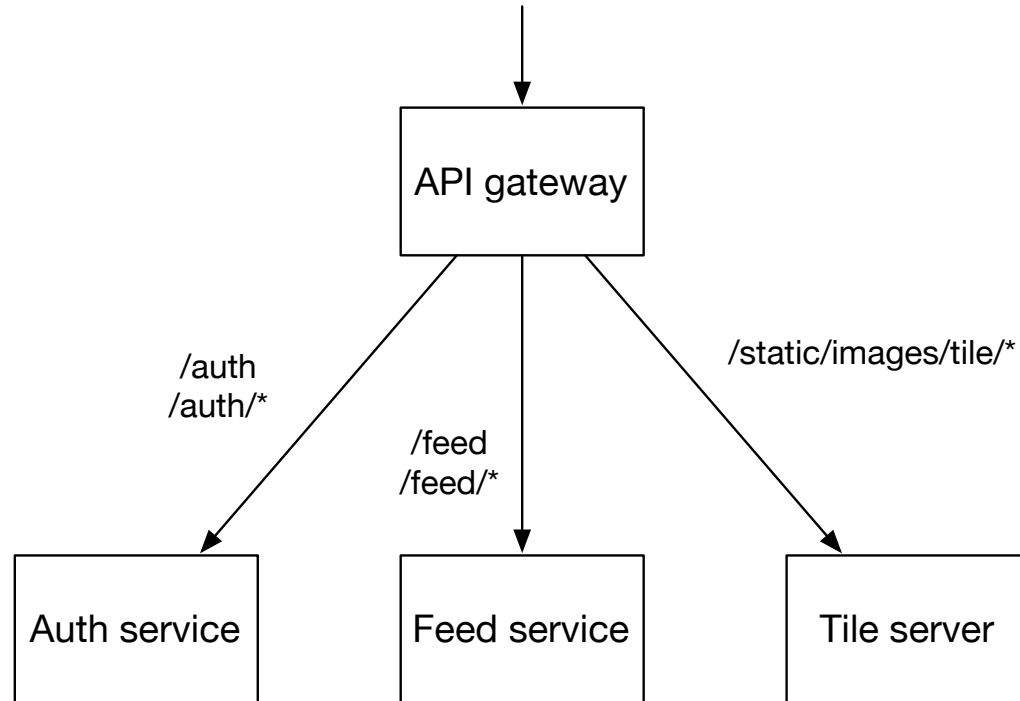 API gateway
/auth
/auth/*
/feed
/feed/*
/static/images/tile/*
Auth service
Feed service
Tile server